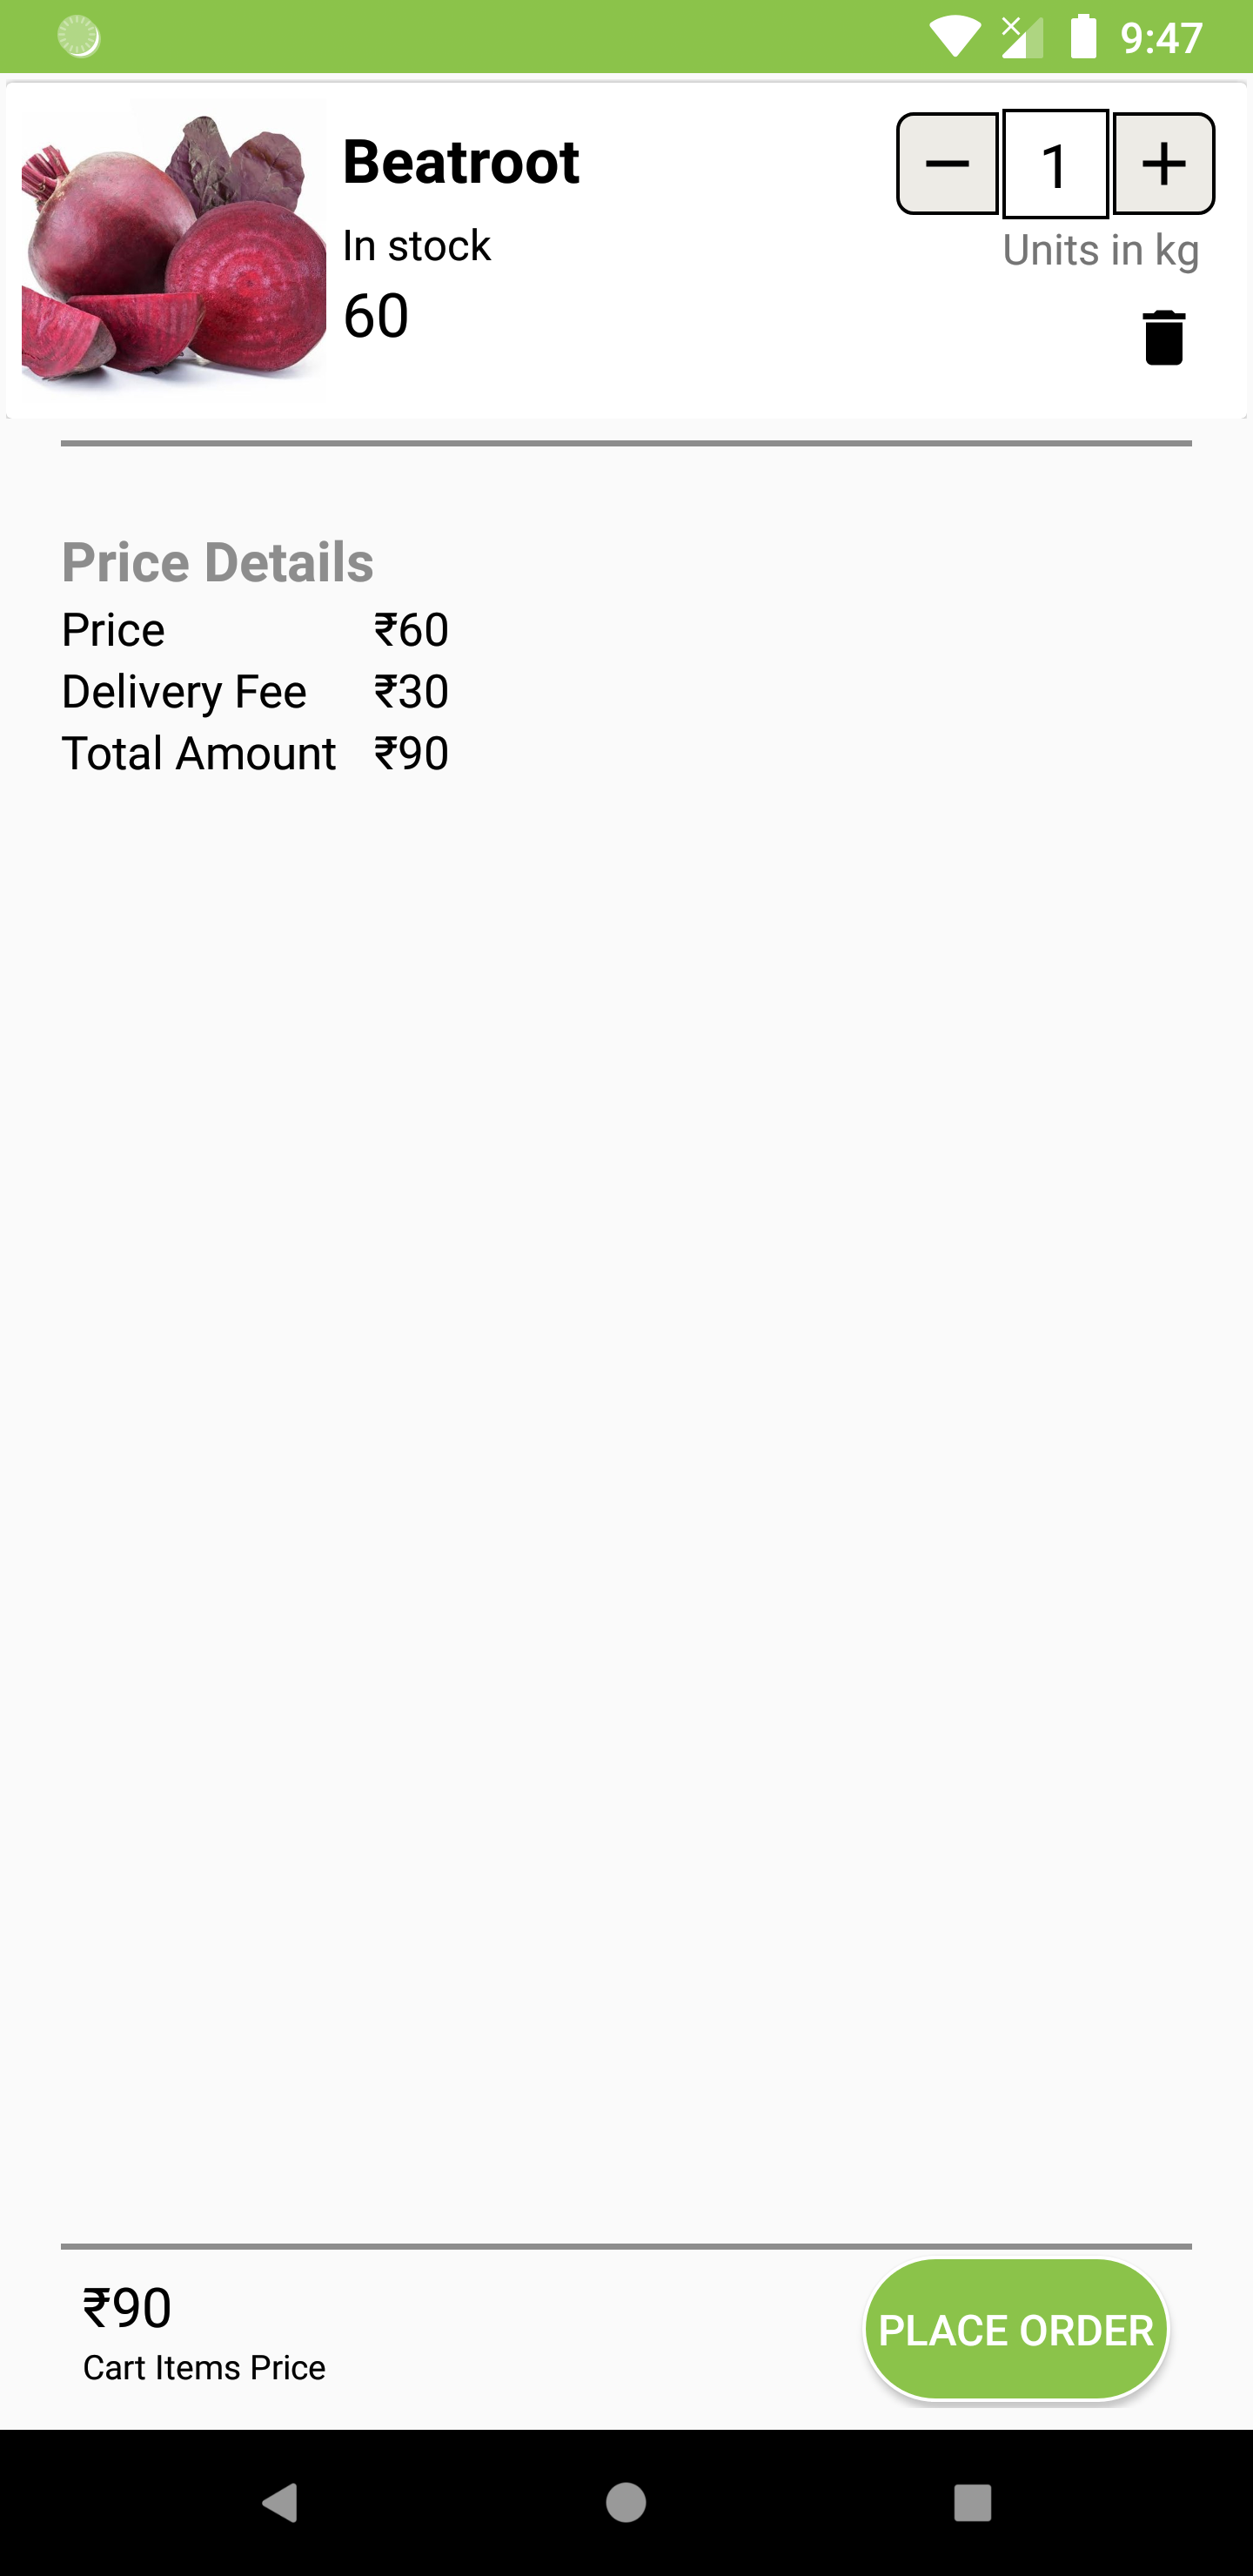 9:47
Beatroot
1
In stock
Units in kg
60
Price Details
Price ₹60
Delivery Fee ₹30
Total Amount ₹90
₹90
Cart Items Price
PLACE ORDER